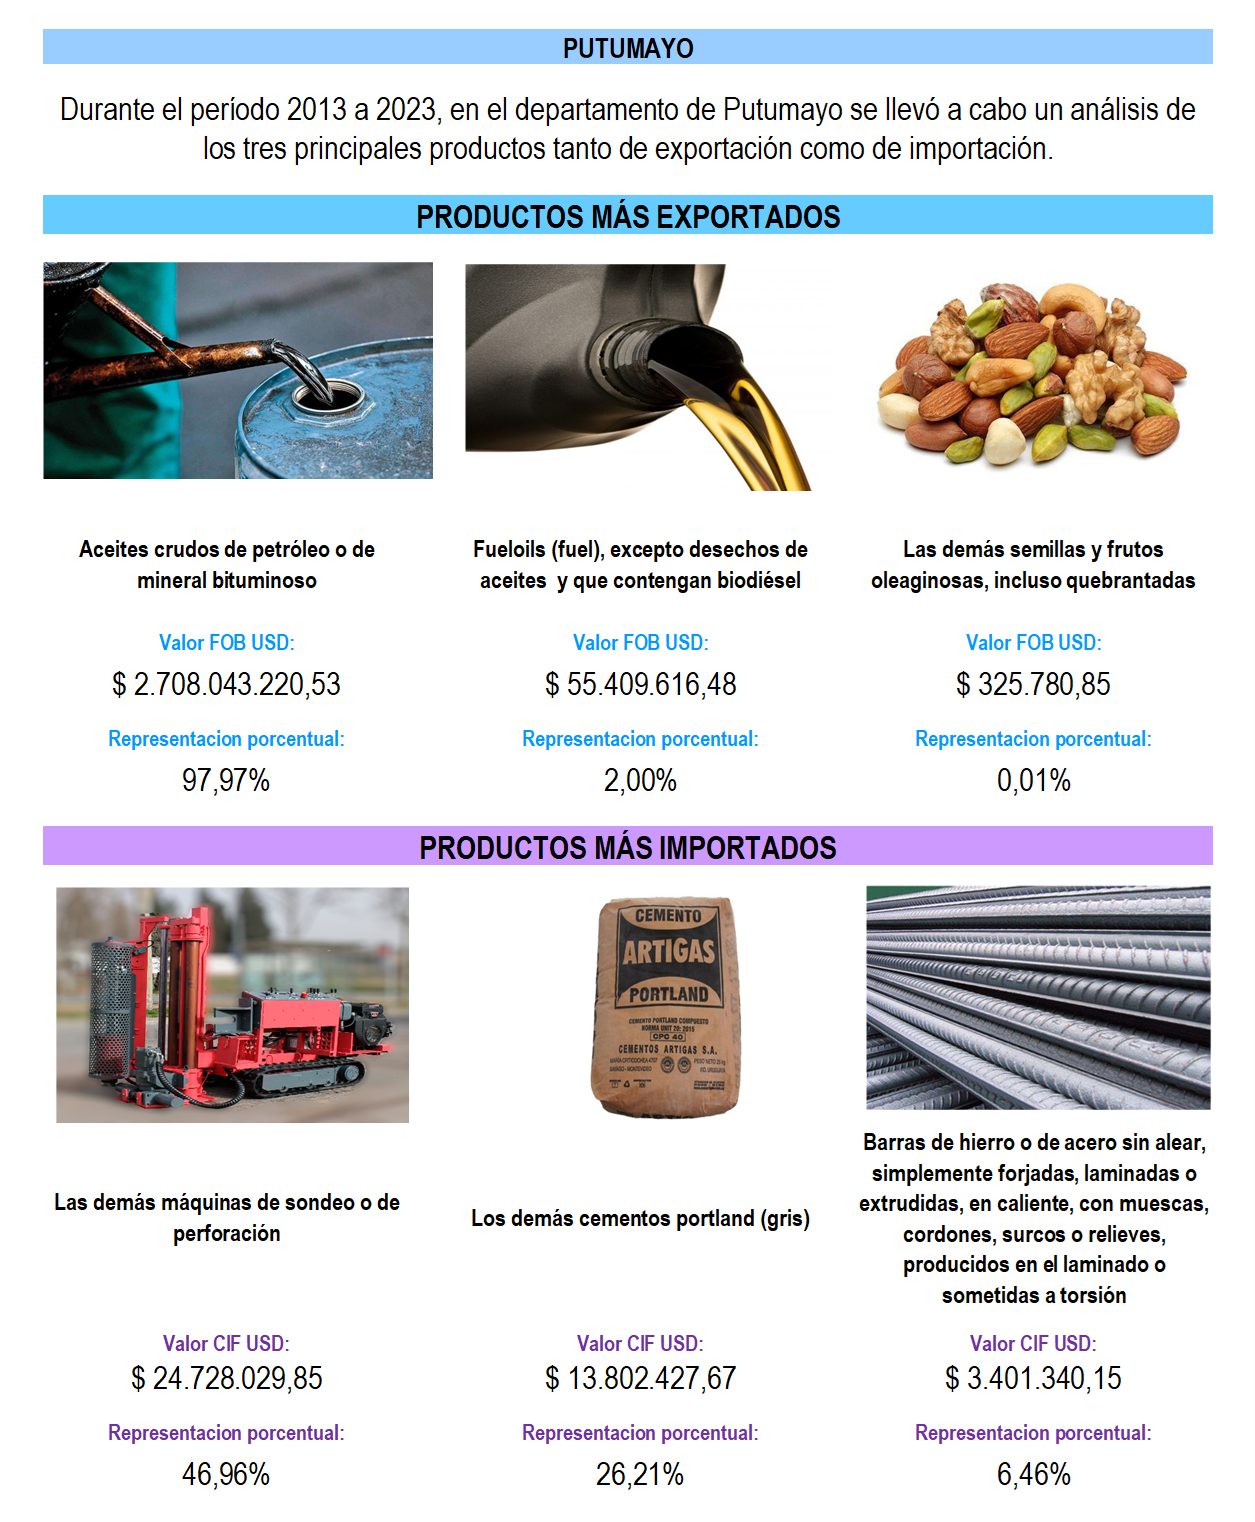 PUTUMAYO
Durante el período 2013 a 2023, en el departamento de Putumayo se llevó a cabo un análisis de
los tres principales productos tanto de exportación como de importación.
PRODUCTOS MÁS EXPORTADOS
Aceites crudos de petróleo o de
mineral bituminoso
Valor FOB USD:
$ 2.708.043.220,53
Representacion porcentual:
97,97%
Fueloils (fuel), excepto desechos de
aceites y que contengan biodiésel
Valor FOB USD:
$ 55.409.616,48
Representacion porcentual:
2,00%
Las demás semillas y frutos
oleaginosas, incluso quebrantadas
Valor FOB USD:
$ 325.780,85
Representacion porcentual:
0,01%
PRODUCTOS MÁS IMPORTADOS
Las demás máquinas de sondeo o de
perforación
Valor CIF USD:
$ 24.728.029,85
Representacion porcentual:
46,96%
CEMENTO
ARTIGAS
PORTLAND
CEMENTO PORTLAND COMPUESTO
NORMA UNIT 20: 2015
CPC 40
CEMENTOS ARTIGAS S.A.
Los demás cementos portland (gris)
Valor CIF USD:
$ 13.802.427,67
Representacion porcentual:
26,21%
Barras de hierro o de acero sin alear,
simplemente forjadas, laminadas o
extrudidas, en caliente, con muescas,
cordones, surcos o relieves,
producidos en el laminado o
sometidas a torsión
Valor CIF USD:
$ 3.401.340,15
Representacion porcentual:
6,46%